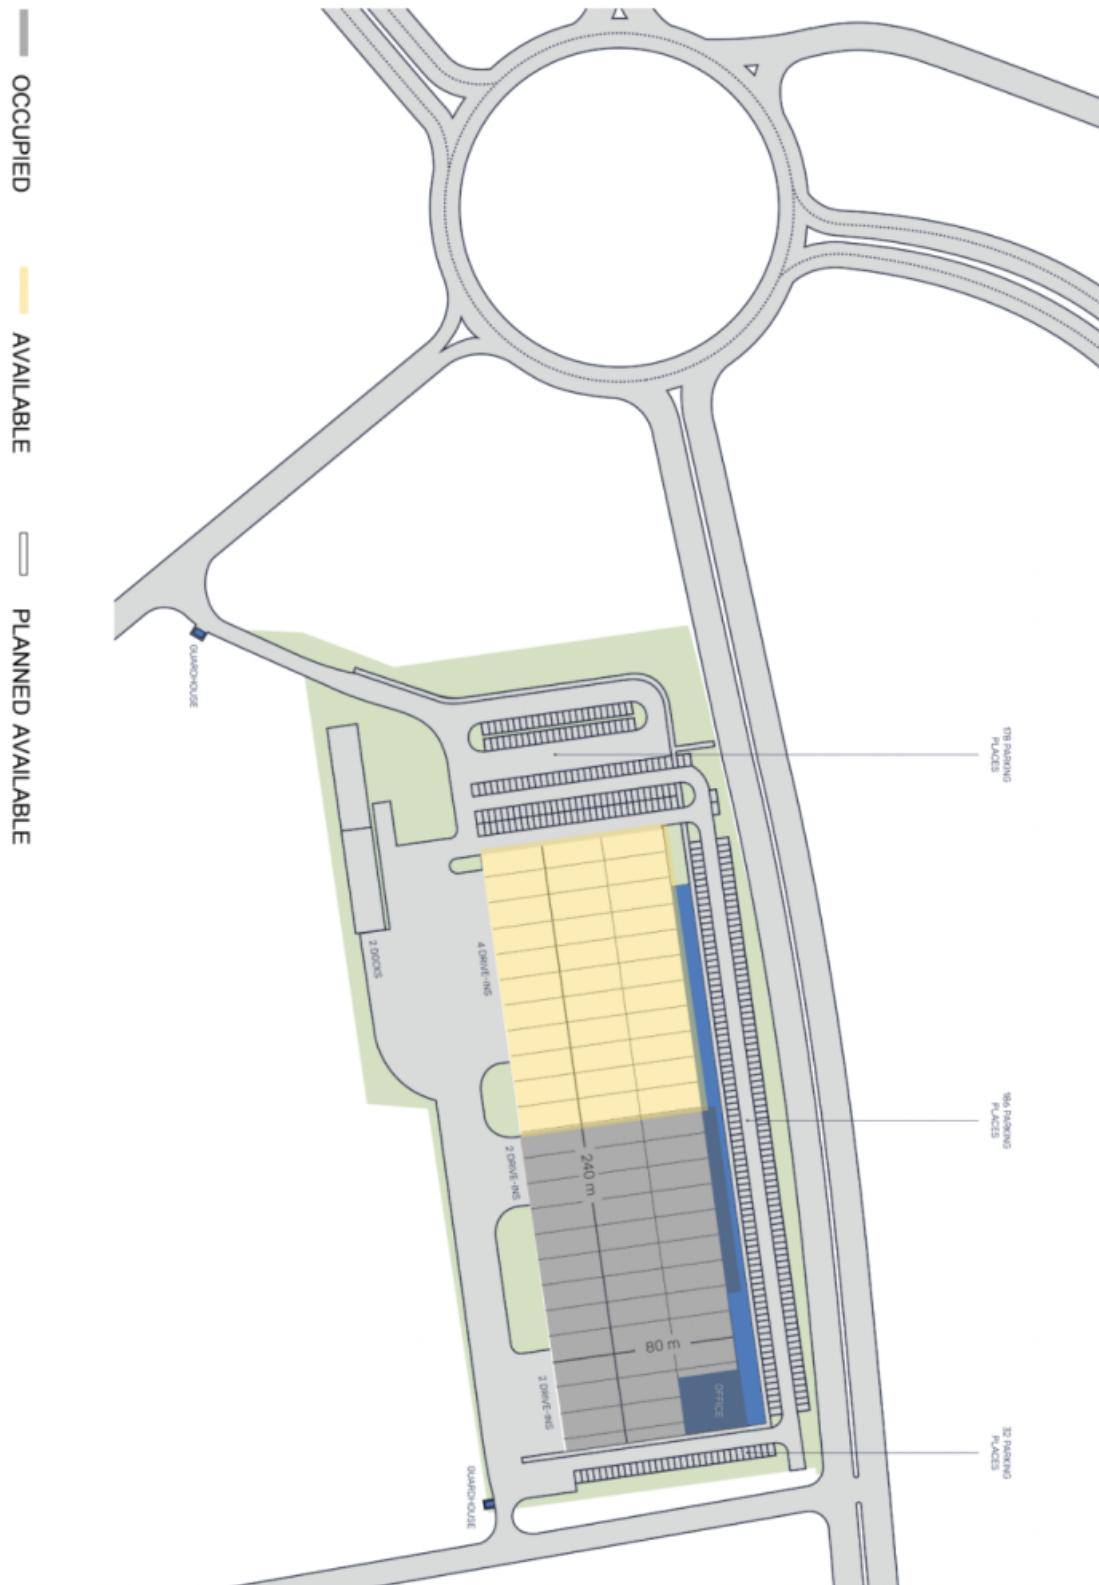 OCCUPIED
AVAILABLE
PLANNED AVAILABLE
178 PARKING
PLACES
186 PARKING
PLACES
32 PARKING
PLACES
GUARDHOUSE
2 DOCKS
4 DRIVE-INS
2 DRIVE-INS
240 m
80 m
2 DRIVE-INS
OFFICE
GUARDHOUSE